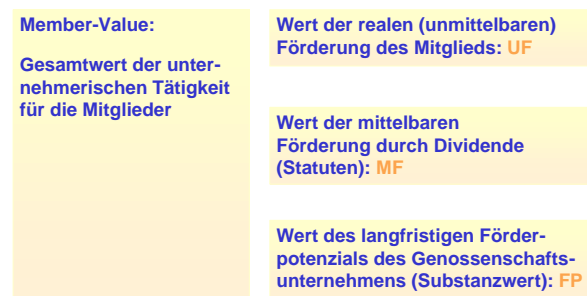 Member-Value:
Gesamtwert der unter-
nehmerischen Tätigkeit
für die Mitglieder
Wert der realen (unmittelbaren)
Förderung des Mitglieds: UF
Wert der mittelbaren
Förderung durch Dividende
(Statuten): MF
Wert des langfristigen Förder-
potenzials des Genossenschafts-
unternehmens (Substanzwert): FP